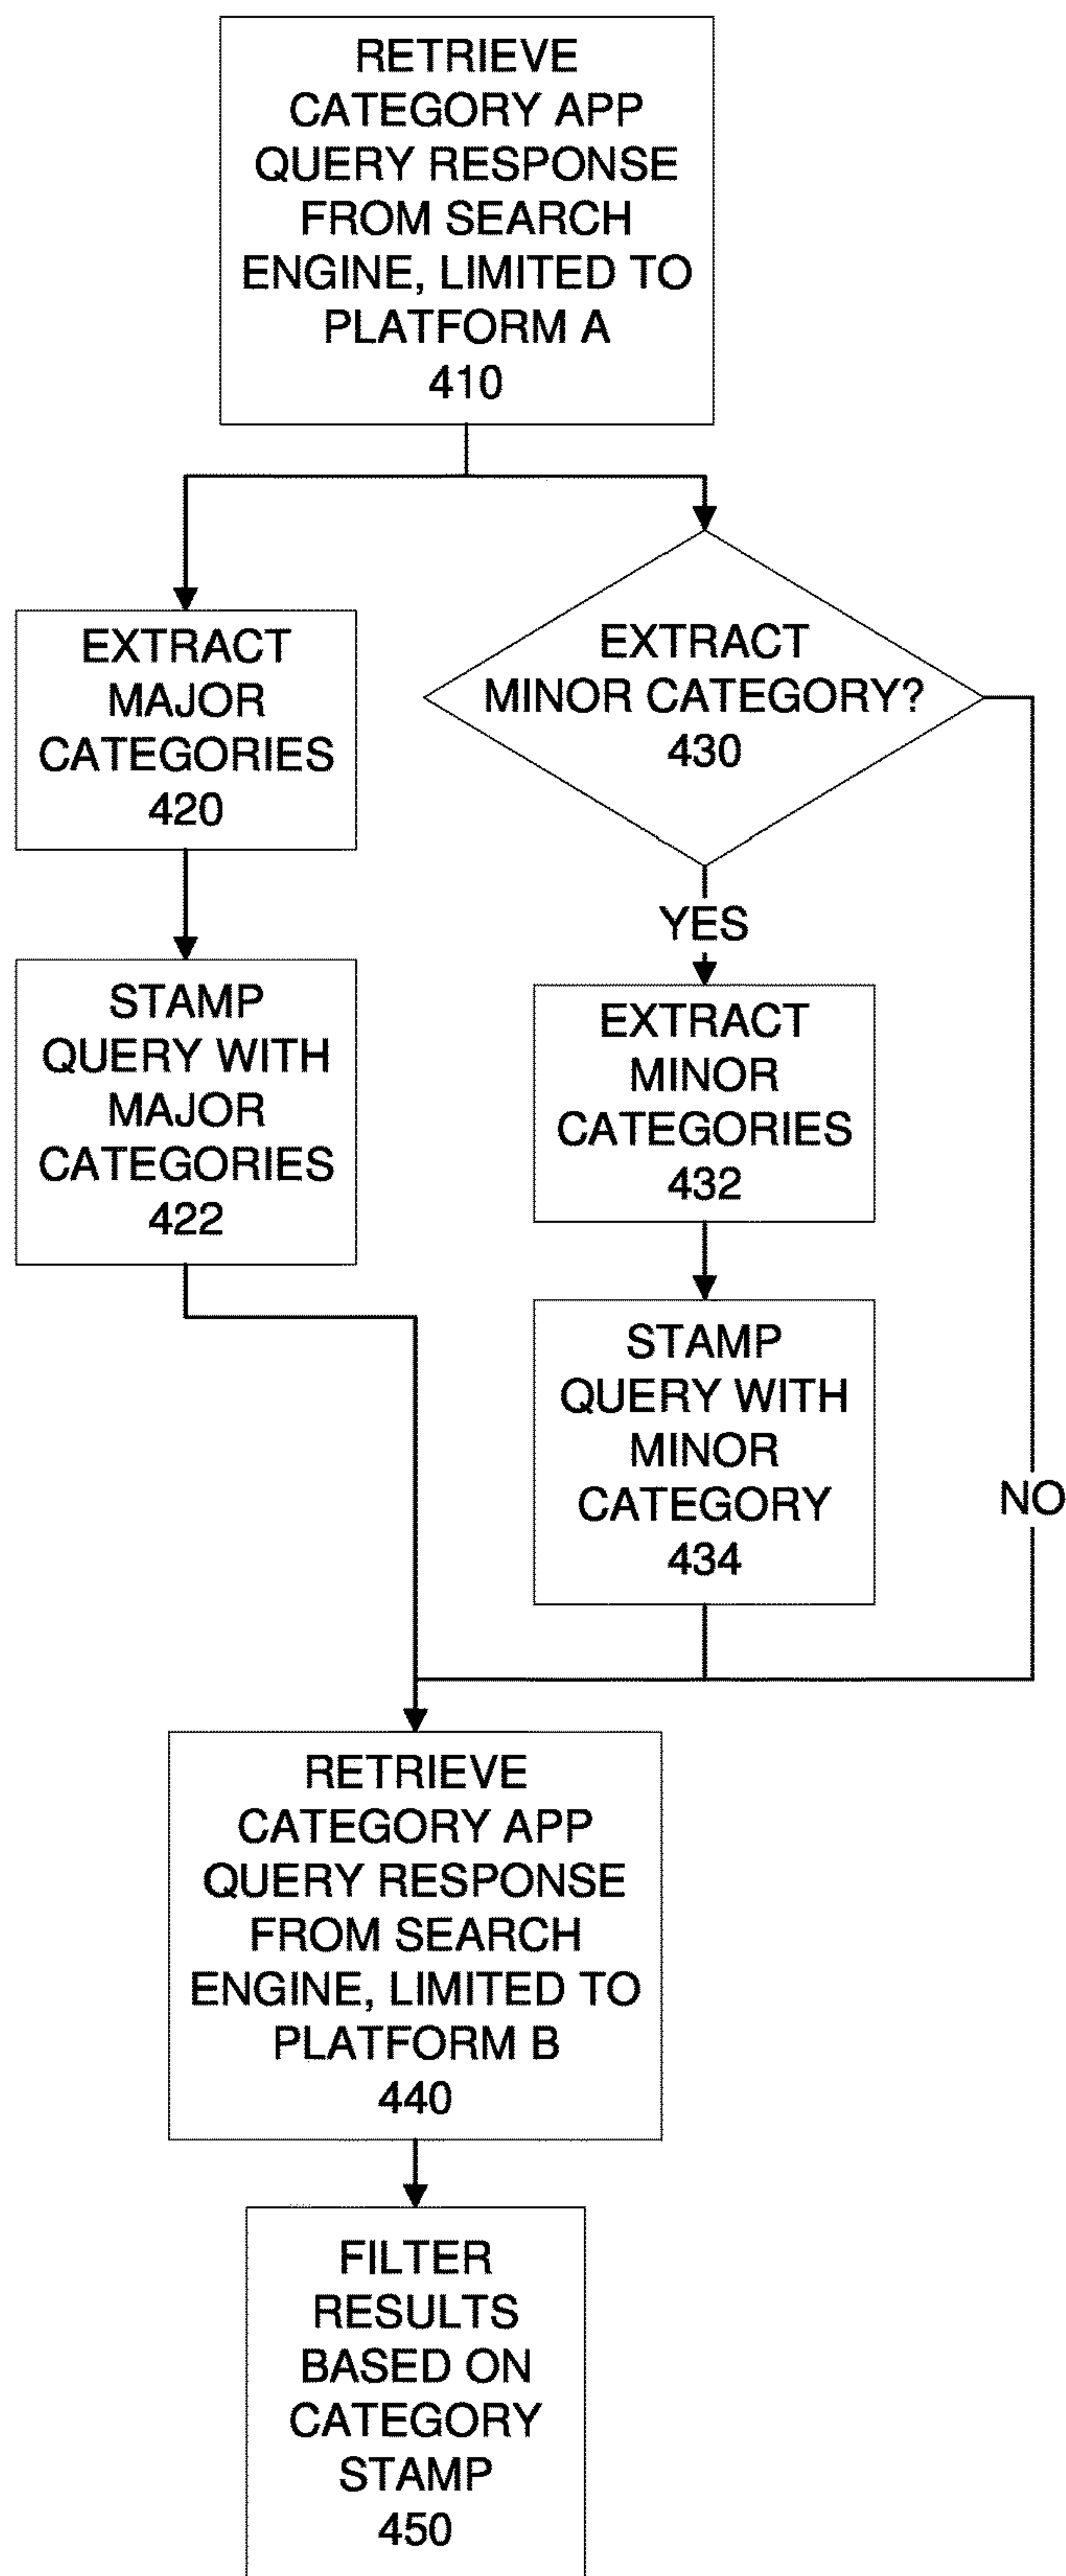 RETRIEVE
CATEGORY APP
QUERY RESPONSE
FROM SEARCH
ENGINE, LIMITED TO
PLATFORM A
410
EXTRACT
MAJOR
CATEGORIES
420
EXTRACT
MINOR CATEGORY?
430
YES
STAMP
QUERY WITH
MAJOR
CATEGORIES
422
EXTRACT
MINOR
CATEGORIES
432
STAMP
QUERY WITH
MINOR
CATEGORY
434
NO
RETRIEVE
CATEGORY APP
QUERY RESPONSE
FROM SEARCH
ENGINE, LIMITED TO
PLATFORM B
440
FILTER
RESULTS
BASED ON
CATEGORY
STAMP
450